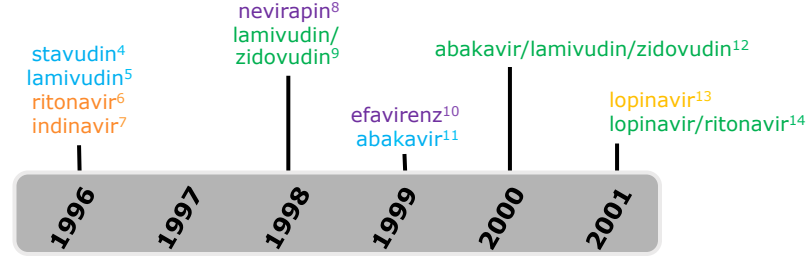 stavudin⁴
lamivudin⁵
ritonavir⁶
indinavir⁷
nevirapin⁸
lamivudin/
zidovudin⁹
efavirenz¹⁰
abakavir¹¹
abakavir/lamivudin/zidovudin¹²
lopinavir¹³
lopinavir/ritonavir¹⁴
1996
1997
1998
1999
2000
2001